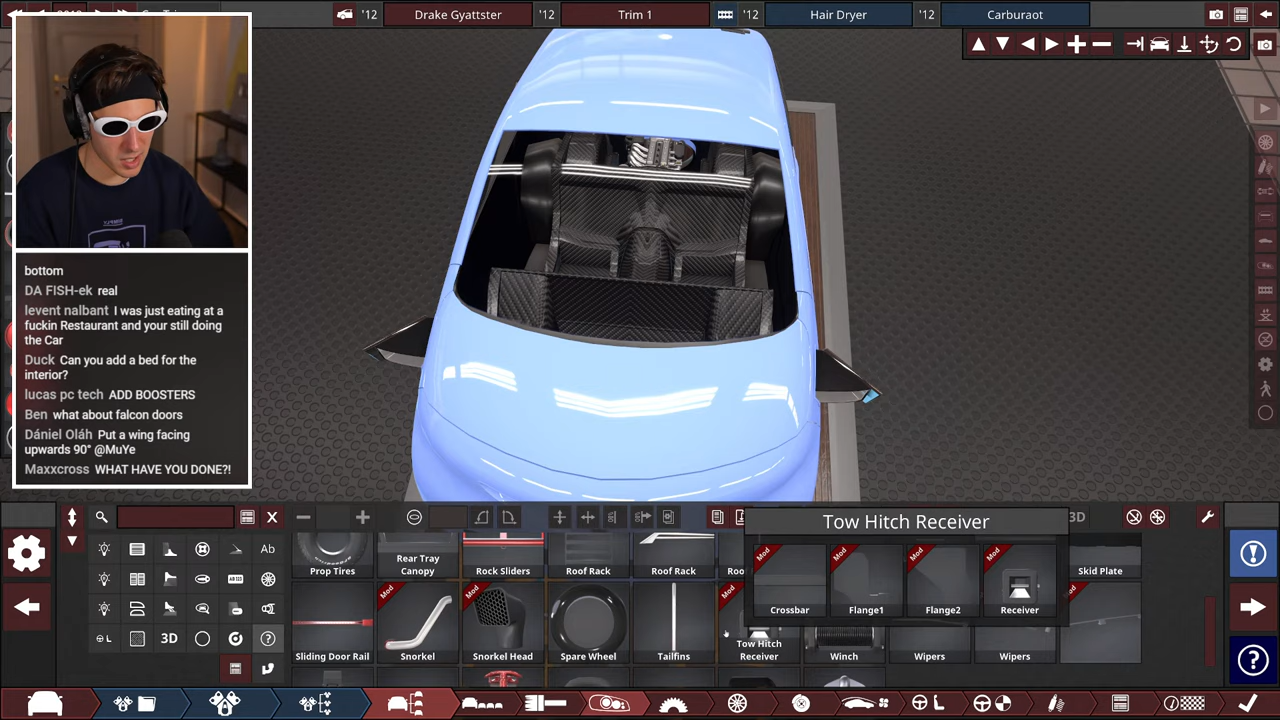 '12
Drake Gyattster
'12
Trim 1
'12
Hair Dryer
'12
Carburaot
bottom
DA FISH-ek real
levent nalbant I was just eating at a
fuckin Restaurant and your still doing
the Car
Duck Can you add a bed for the
interior?
lucas pc tech ADD BOOSTERS
Ben what about falcon doors
Dániel Oláh Put a wing facing
upwards 90° @MuYe
Maxxcross WHAT HAVE YOU DONE?!
Tow Hitch Receiver
3D
Mod
Mod
Mod
Mod
Crossbar
Flange1
Flange2
Receiver
Ab
3D
L
Prop Tires
Rear Tray
Canopy
Rock Sliders
Roof Rack
Roof Rack
Skid Plate
Mod
Mod
Mod
Sliding Door Rail
Snorkel
Snorkel Head
Spare Wheel
Tailfins
Tow Hitch
Receiver
Winch
Wipers
Wipers